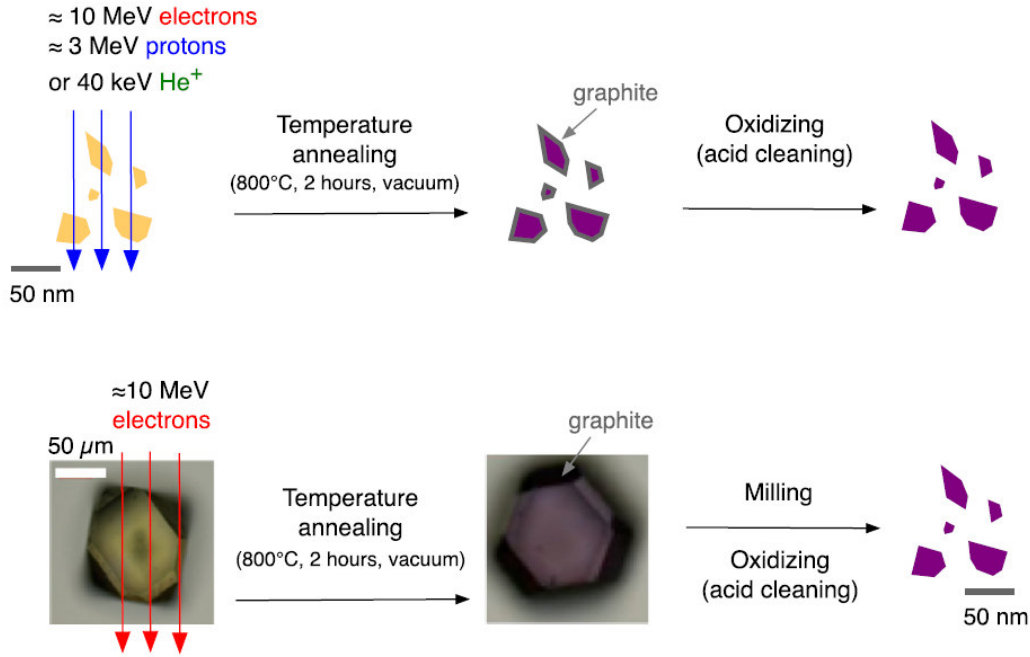 ≈ 10 MeV electrons
≈ 3 MeV protons
or 40 keV He⁺
graphite
Temperature
annealing
(800°C, 2 hours, vacuum)
Oxidizing
(acid cleaning)
50 nm
≈10 MeV
electrons
50 µm
graphite
Temperature
annealing
(800°C, 2 hours, vacuum)
Milling
Oxidizing
(acid cleaning)
50 nm